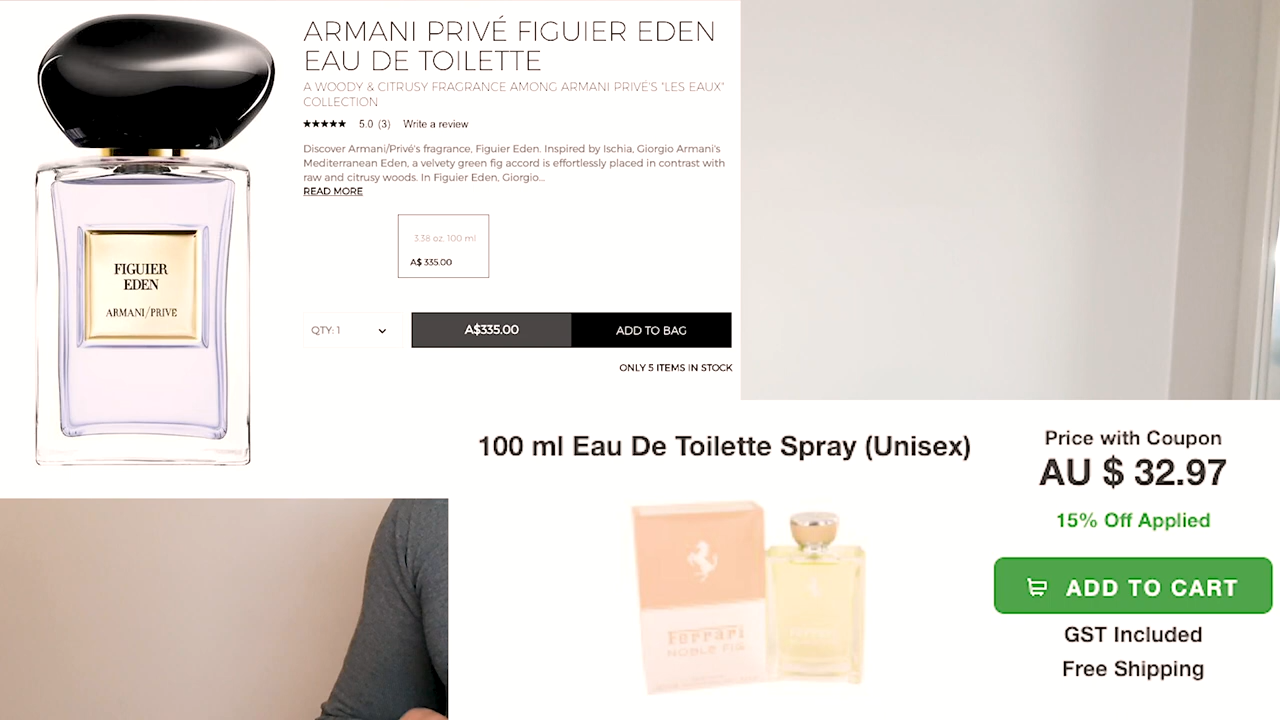 ARMANI PRIVÉ FIGUIER EDEN
EAU DE TOILETTE
A WOODY & CITRUSY FRAGRANCE AMONG ARMANI PRIVÉ'S "LES EAUX"
COLLECTION
★★★★★ 5.0 (3) Write a review
Discover Armani/Privé's fragrance, Figuier Eden. Inspired by Ischia, Giorgio Armani's
Mediterranean Eden, a velvety green fig accord is effortlessly placed in contrast with
raw and citrusy woods. In Figuier Eden, Giorgio...
READ MORE
3.38 oz, 100 ml
A$ 335.00
QTY: 1
A$335.00
ADD TO BAG
ONLY 5 ITEMS IN STOCK
FIGUIER
EDEN
ARMANI/PRIVÉ
100 ml Eau De Toilette Spray (Unisex)
Ferrari
NOBLE FIG
Price with Coupon
AU $ 32.97
15% Off Applied
ADD TO CART
GST Included
Free Shipping